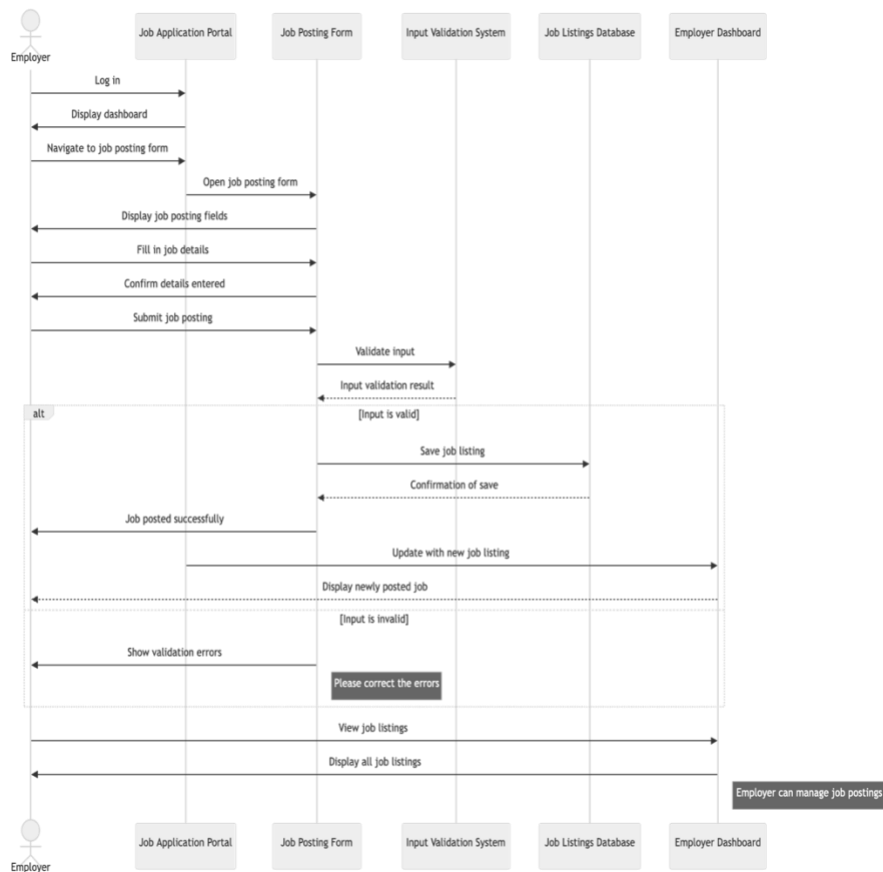 Job Application Portal
Job Posting Form
Input Validation System
Job Listings Database
Employer Dashboard
Employer
Log in
Display dashboard
Navigate to job posting form
Open job posting form
Display job posting fields
Fill in job details
Confirm details entered
Submit job posting
Validate input
Input validation result
alt
[Input is valid]
Save job listing
Confirmation of save
Job posted successfully
Update with new job listing
Display newly posted job
[Input is invalid]
Show validation errors
Please correct the errors
View job listings
Display all job listings
Employer can manage job postings
Job Application Portal
Job Posting Form
Input Validation System
Job Listings Database
Employer Dashboard
Employer